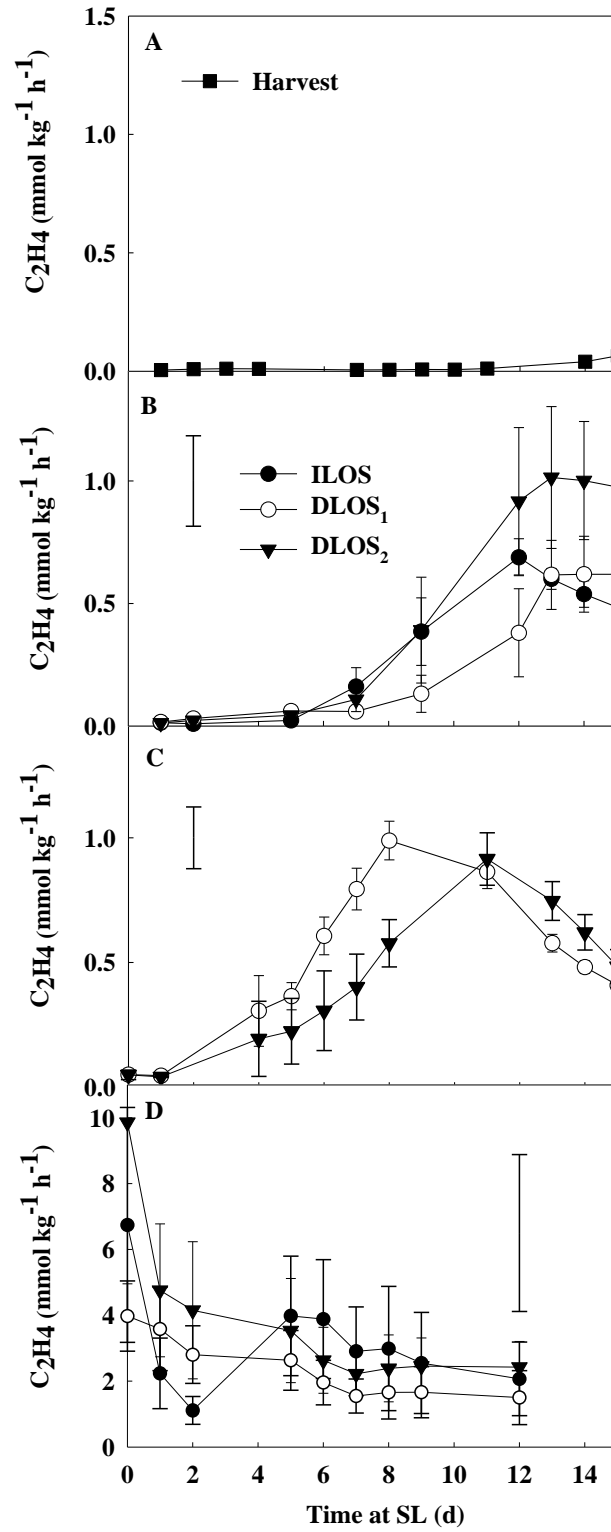 A
Harvest
1.5
1.0
0.5
0.0
C2H4 (mmol kg-1 h-1)
B
ILOS
DLOS1
DLOS2
1.0
0.5
0.0
C2H4 (mmol kg-1 h-1)
C
1.0
0.5
0.0
C2H4 (mmol kg-1 h-1)
D
10
8
6
4
2
0
C2H4 (mmol kg-1 h-1)
0 2 4 6 8 10 12 14
Time at SL (d)